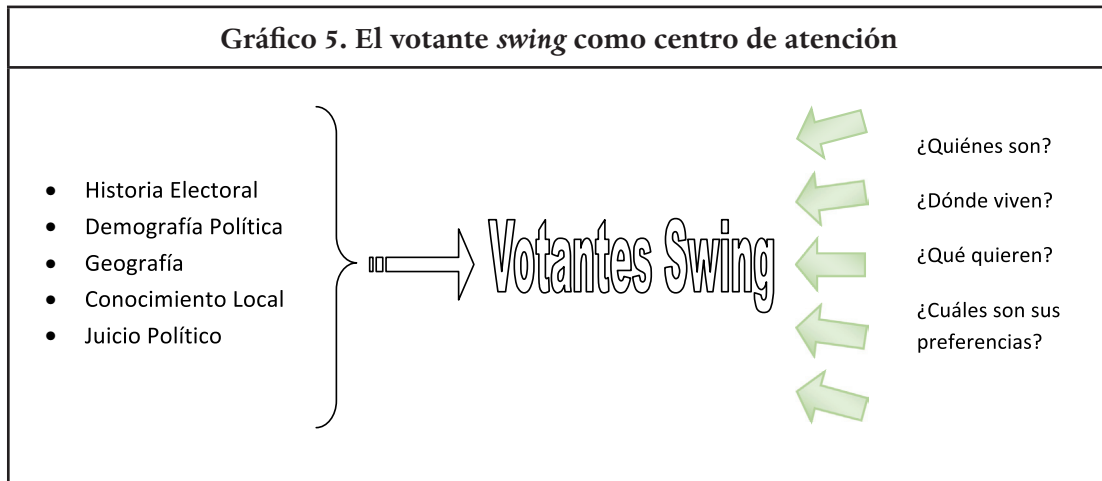 Gráfico 5. El votante swing como centro de atención
• Historia Electoral
• Demografía Política
• Geografía
• Conocimiento Local
• Juicio Político
Votantes Swing
¿Quiénes son?
¿Dónde viven?
¿Qué quieren?
¿Cuáles son sus
preferencias?